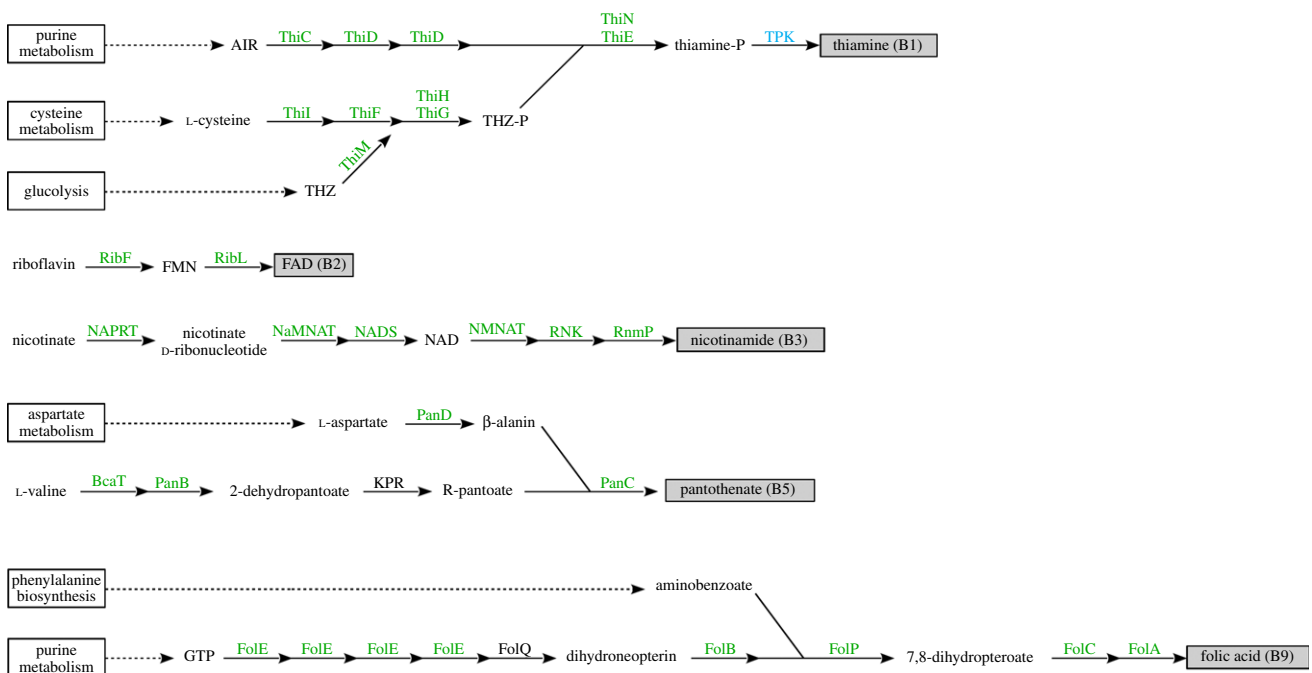 ThiN
purine metabolism AIR ThiC ThiD ThiD ThiE thiamine-P TPK thiamine (B1)
ThiH
cysteine metabolism L-cysteine ThiI ThiF ThiG THZ-P
ThiM
glucolysis THZ
riboflavin RibF FMN RibL FAD (B2)
nicotinate NAPRT nicotinate D-ribonucleotide NaMNAT NADS NAD NMNAT RNK RnmP nicotinamide (B3)
aspartate metabolism L-aspartate PanD β-alanin
L-valine BcaT PanB 2-dehydropantoate KPR R-pantoate PanC pantothenate (B5)
phenylalanine biosynthesis aminobenzoate
purine metabolism GTP FolE FolE FolE FolE FolQ dihydroneopterin FolB FolP 7,8-dihydropteroate FolC FolA folic acid (B9)